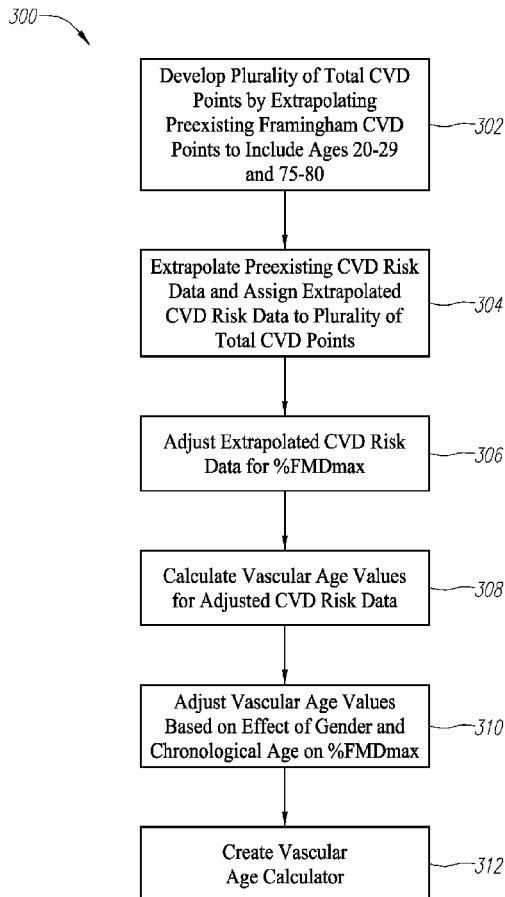 300
Develop Plurality of Total CVD
Points by Extrapolating
Preexisting Framingham CVD
Points to Include Ages 20-29
and 75-80
302
Extrapolate Preexisting CVD Risk
Data and Assign Extrapolated
CVD Risk Data to Plurality of
Total CVD Points
304
Adjust Extrapolated CVD Risk
Data for %FMDmax
306
Calculate Vascular Age Values
for Adjusted CVD Risk Data
308
Adjust Vascular Age Values
Based on Effect of Gender and
Chronological Age on %FMDmax
310
Create Vascular
Age Calculator
312